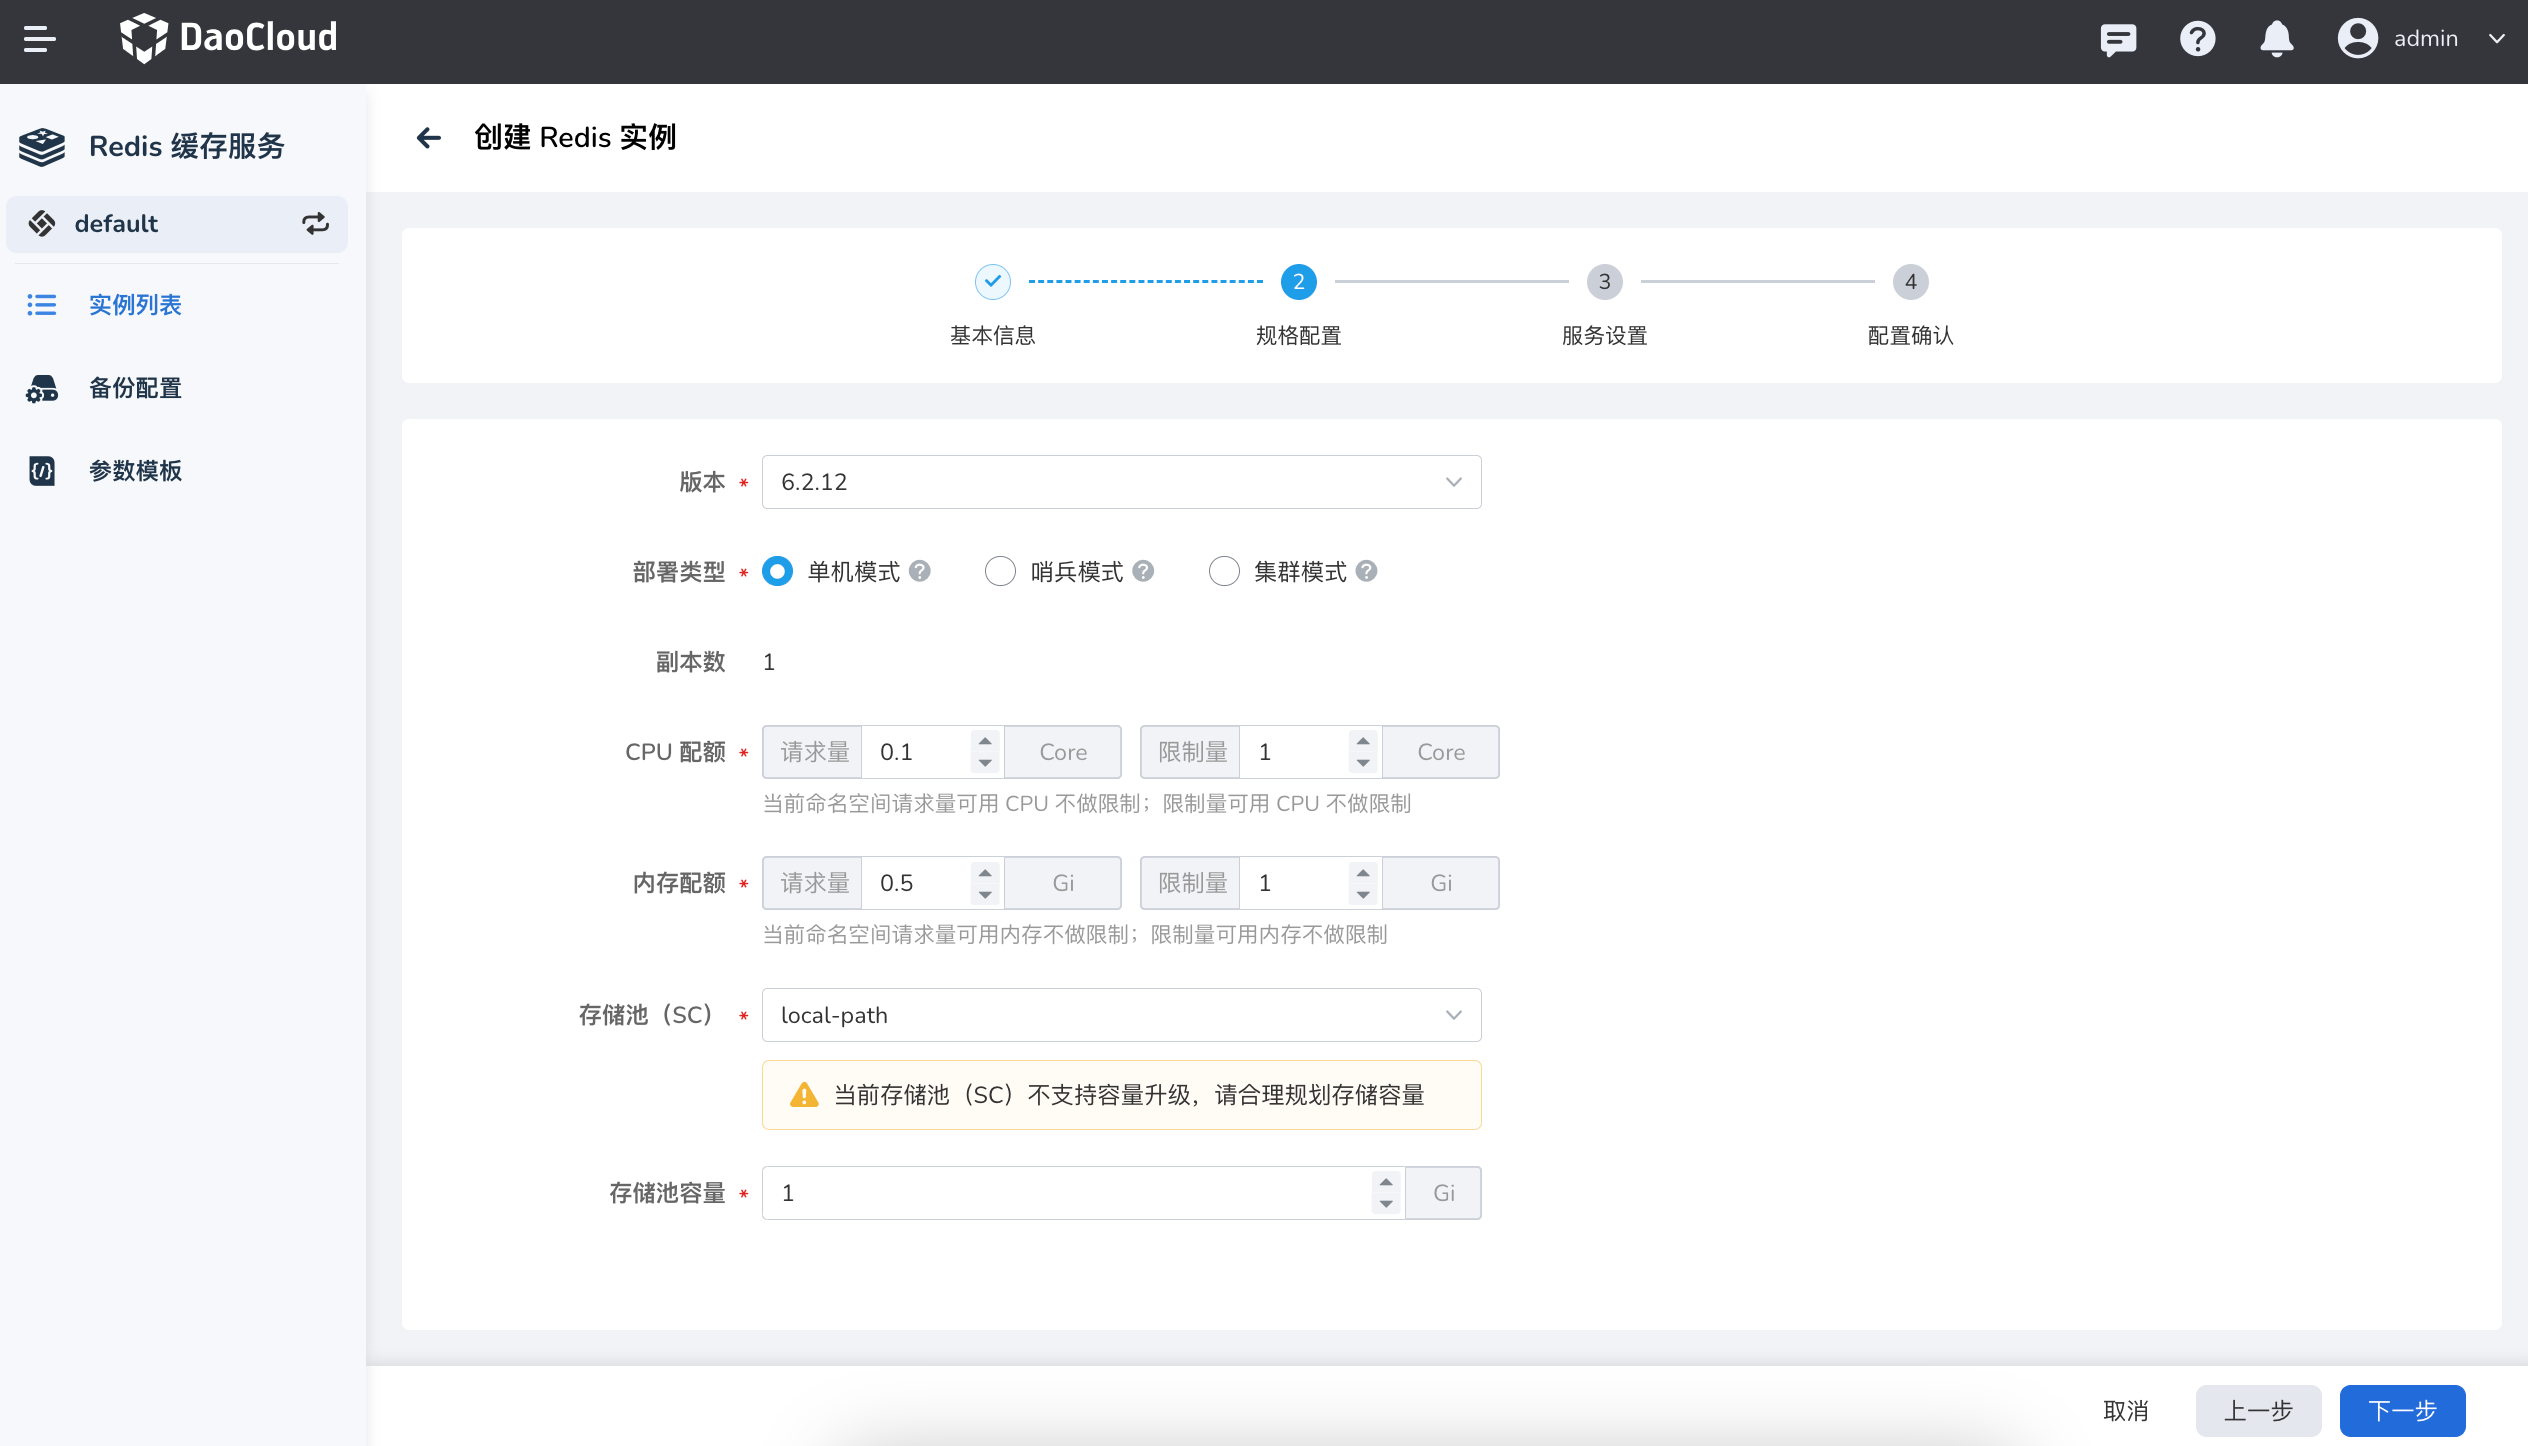 DaoCloud
admin
Redis 缓存服务
default
实例列表
备份配置
参数模板
创建 Redis 实例
2
3
4
基本信息
规格配置
服务设置
配置确认
版本 * 6.2.12
部署类型 * 单机模式 哨兵模式 集群模式
副本数 1
CPU 配额 * 请求量 0.1 Core 限制量 1 Core
当前命名空间请求量可用 CPU 不做限制；限制量可用 CPU 不做限制
内存配额 * 请求量 0.5 Gi 限制量 1 Gi
当前命名空间请求量可用内存不做限制；限制量可用内存不做限制
存储池（SC） * local-path
当前存储池（SC）不支持容量升级，请合理规划存储容量
存储池容量 * 1 Gi
取消 上一步 下一步